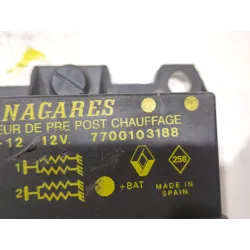 NAGARES
EUR DE PRE POST CHAUFFAGE
-12 12V. 7700103188
1
258
2
+BAT
MADE IN
SPAIN